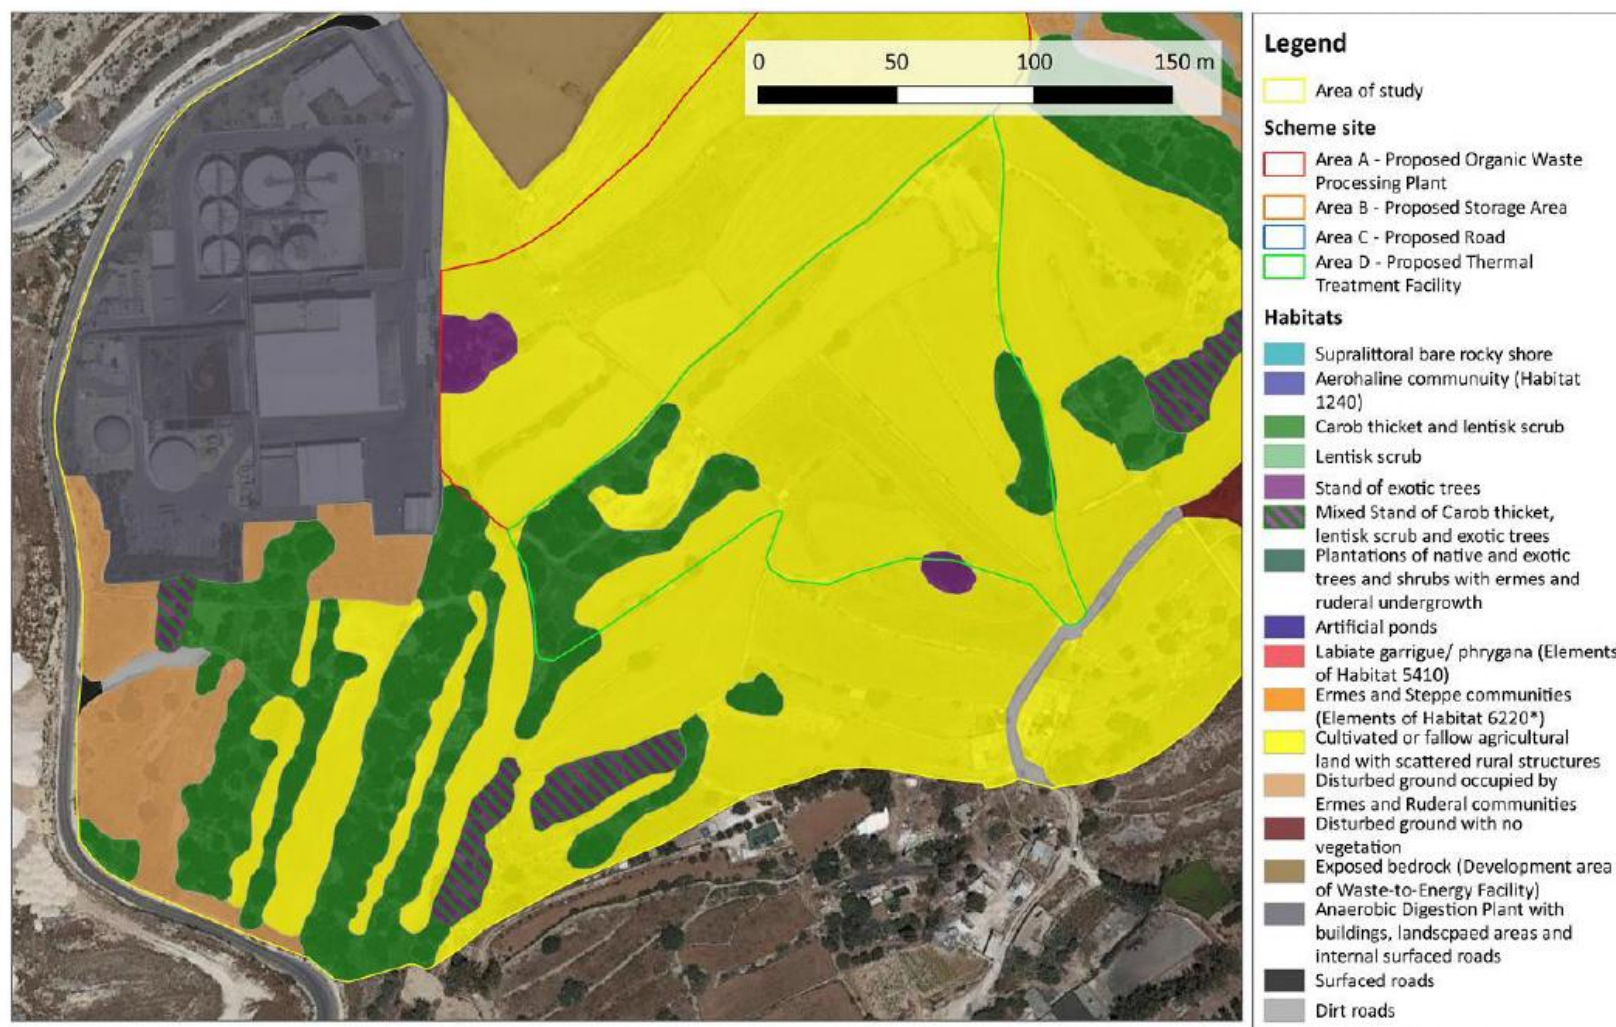 0 50 100 150 m
Legend
Area of study
Scheme site
Area A - Proposed Organic Waste
Processing Plant
Area B - Proposed Storage Area
Area C - Proposed Road
Area D - Proposed Thermal
Treatment Facility
Habitats
Supralittoral bare rocky shore
Aerohaline communuity (Habitat
1240)
Carob thicket and lentisk scrub
Lentisk scrub
Stand of exotic trees
Mixed Stand of Carob thicket,
lentisk scrub and exotic trees
Plantations of native and exotic
trees and shrubs with ermes and
ruderal undergrowth
Artificial ponds
Labiate garrigue/ phrygana (Elements
of Habitat 5410)
Ermes and Steppe communities
(Elements of Habitat 6220*)
Cultivated or fallow agricultural
land with scattered rural structures
Disturbed ground occupied by
Ermes and Ruderal communities
Disturbed ground with no
vegetation
Exposed bedrock (Development area
of Waste-to-Energy Facility)
Anaerobic Digestion Plant with
buildings, landscpaed areas and
internal surfaced roads
Surfaced roads
Dirt roads